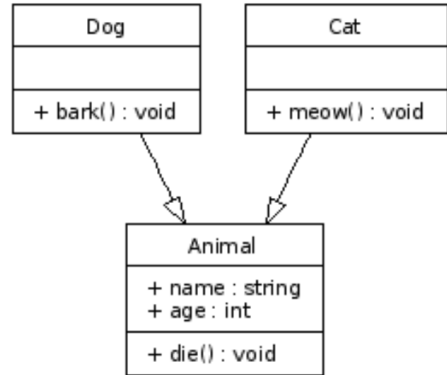 Dog
Cat
+ bark() : void
+ meow() : void
Animal
+ name : string
+ age : int
+ die() : void